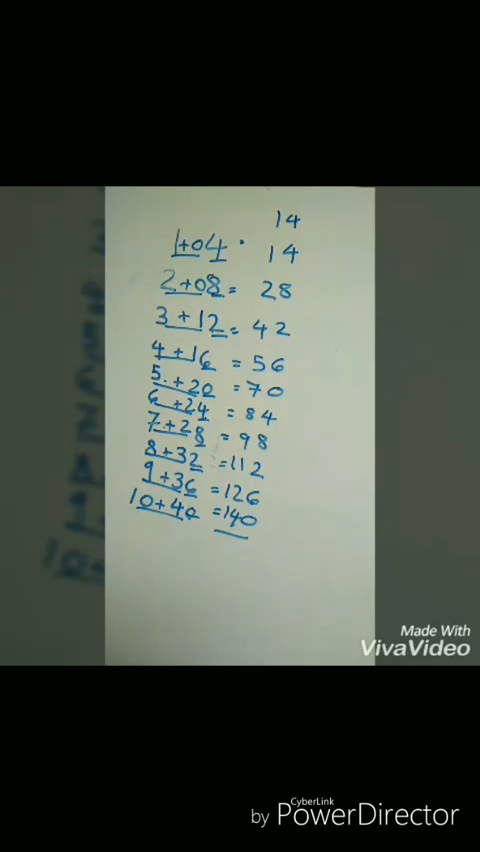 14
1+04 · 14
2+08 = 28
3+12 = 42
4+16 = 56
5.+20 = 70
6+24 = 84
7+28 = 98
8+32 =112
9+36 =126
10+40 =140
Made With
VivaVideo
CyberLink
by PowerDirector